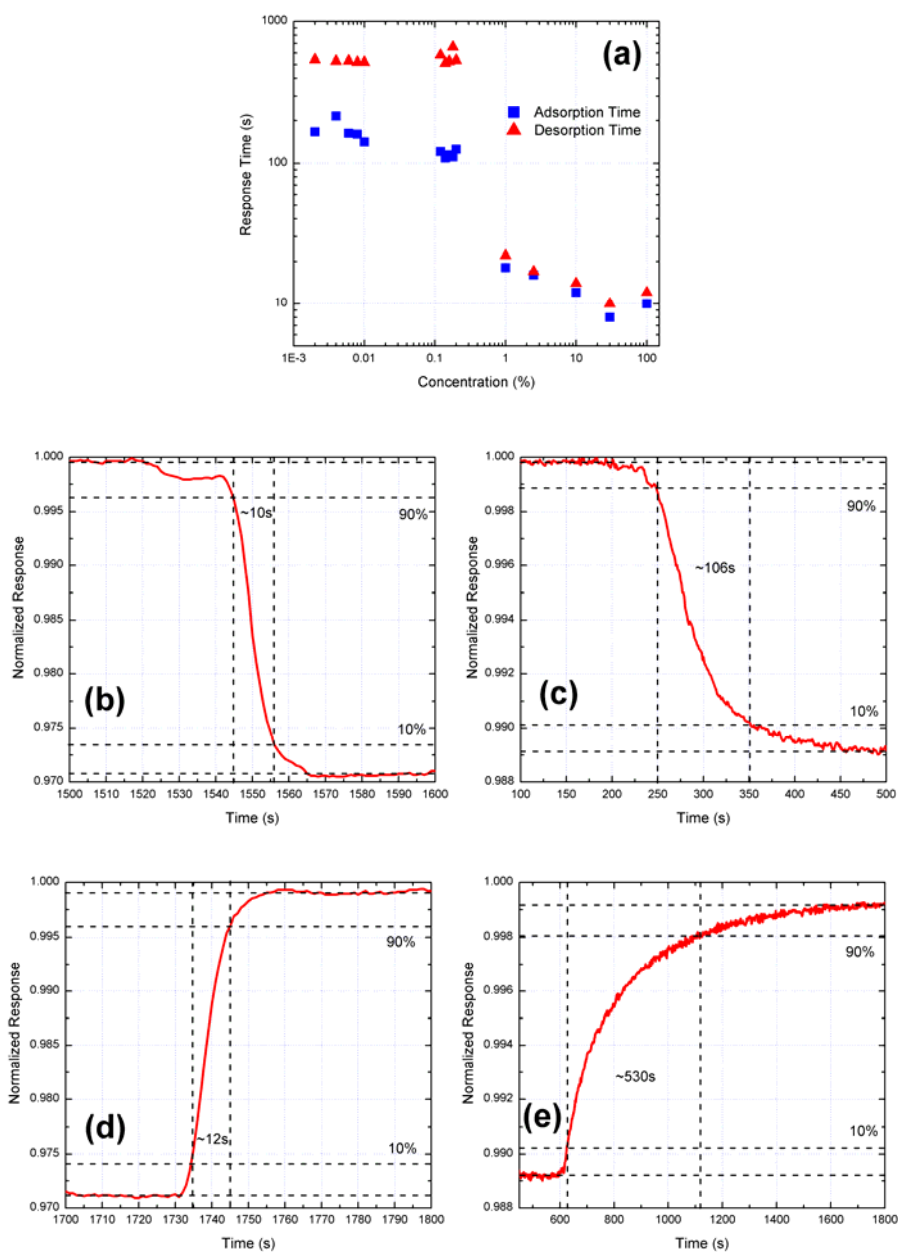 (a)
1000
100
10
Response Time (s)
Adsorption Time
Desorption Time
1E-3 0.01 0.1 1 10 100
Concentration (%)
1.000
0.995
0.990
0.985
0.980
0.975
0.970
Normalized Response
~10s
90%
10%
(b)
1500 1510 1520 1530 1540 1550 1560 1570 1580 1590 1600
Time (s)
1.000
0.998
0.996
0.994
0.992
0.990
0.988
Normalized Response
90%
~106s
10%
(c)
100 150 200 250 300 350 400 450 500
Time (s)
1.000
0.995
0.990
0.985
0.980
0.975
0.970
Normalized Response
90%
~12s
10%
(d)
1700 1710 1720 1730 1740 1750 1760 1770 1780 1790 1800
Time (s)
1.000
0.998
0.996
0.994
0.992
0.990
0.988
Normalized Response
90%
~530s
10%
(e)
600 800 1000 1200 1400 1600 1800
Time (s)